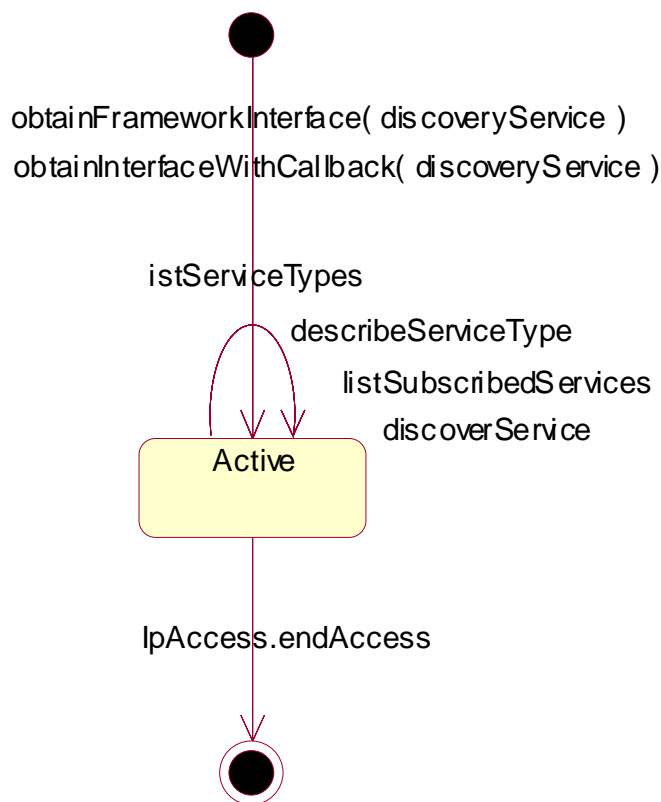 obtainFrameworkInterface( discoveryService )
obtainInterfaceWithCallback( discoveryService )
istServiceTypes
describeServiceType
listSubscribedServices
discoverService
Active
IpAccess.endAccess